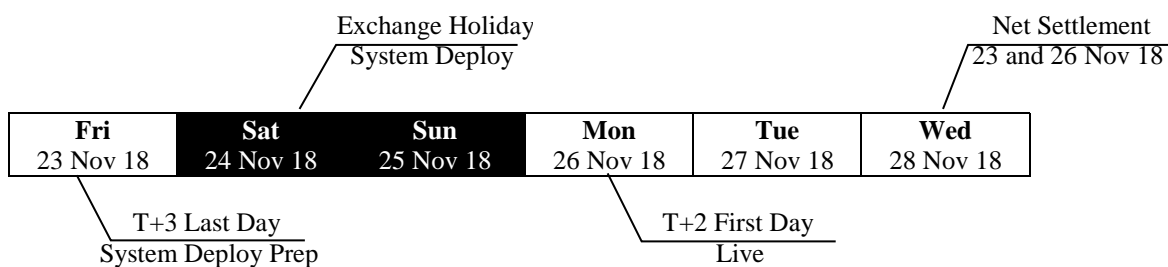 Exchange Holiday
System Deploy
Net Settlement
23 and 26 Nov 18
Fri Sat Sun Mon Tue Wed
23 Nov 18 24 Nov 18 25 Nov 18 26 Nov 18 27 Nov 18 28 Nov 18
T+3 Last Day
System Deploy Prep
T+2 First Day
Live